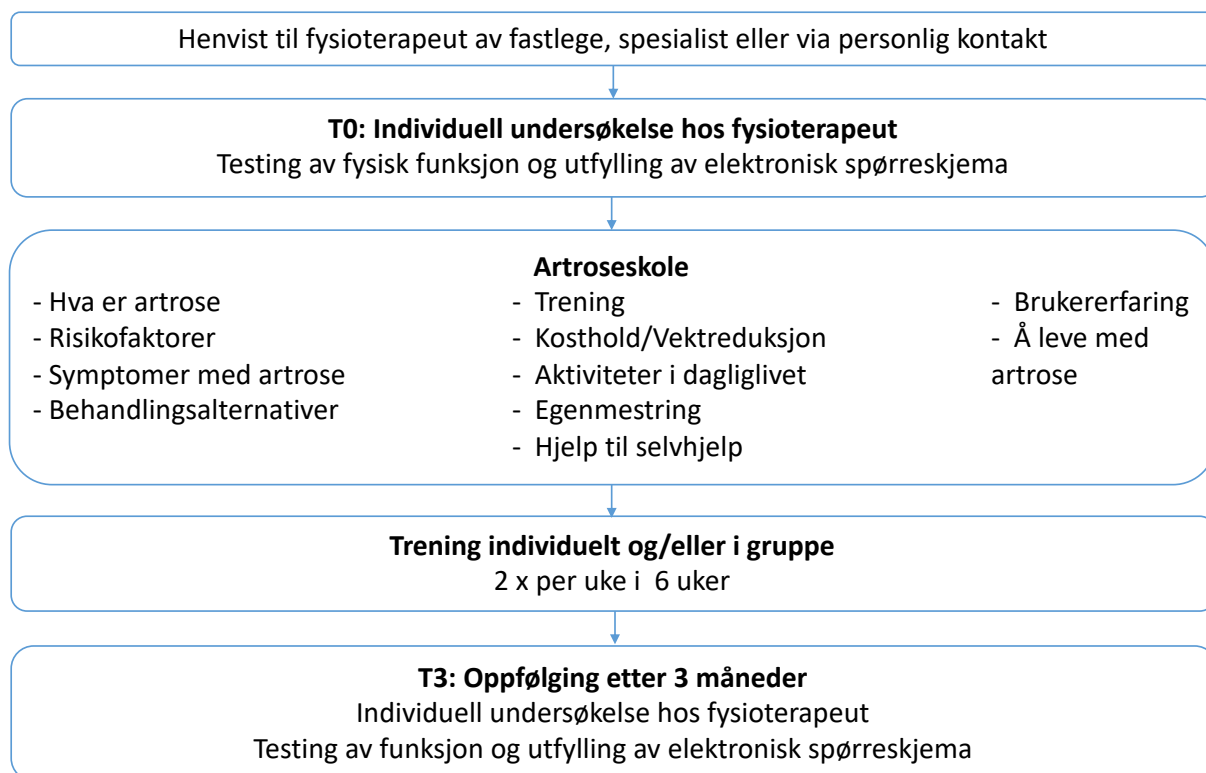 Henvist til fysioterapeut av fastlege, spesialist eller via personlig kontakt
T0: Individuell undersøkelse hos fysioterapeut
Testing av fysisk funksjon og utfylling av elektronisk spørreskjema
Artroseskole
- Hva er artrose
- Risikofaktorer
- Symptomer med artrose
- Behandlingsalternativer
- Trening
- Kosthold/Vektreduksjon
- Aktiviteter i dagliglivet
- Egenmestring
- Hjelp til selvhjelp
- Brukererfaring
- Å leve med
artrose
Trening individuelt og/eller i gruppe
2 x per uke i 6 uker
T3: Oppfølging etter 3 måneder
Individuell undersøkelse hos fysioterapeut
Testing av funksjon og utfylling av elektronisk spørreskjema